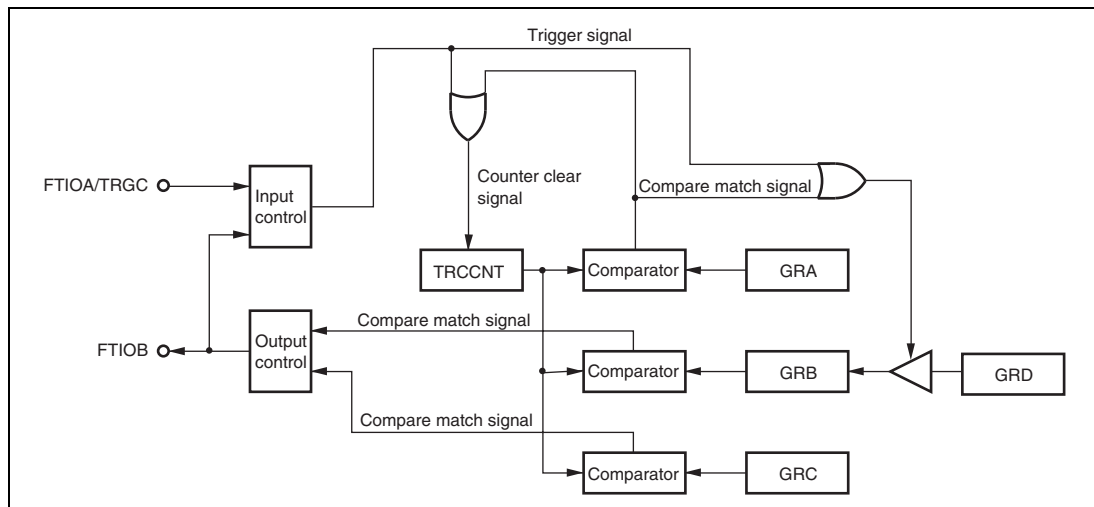 Trigger signal
FTIOA/TRGC
Input
control
Counter clear
signal
Compare match signal
TRCCNT
Comparator
GRA
FTIOB
Output
control
Compare match signal
Comparator
GRB
GRD
Compare match signal
Comparator
GRC